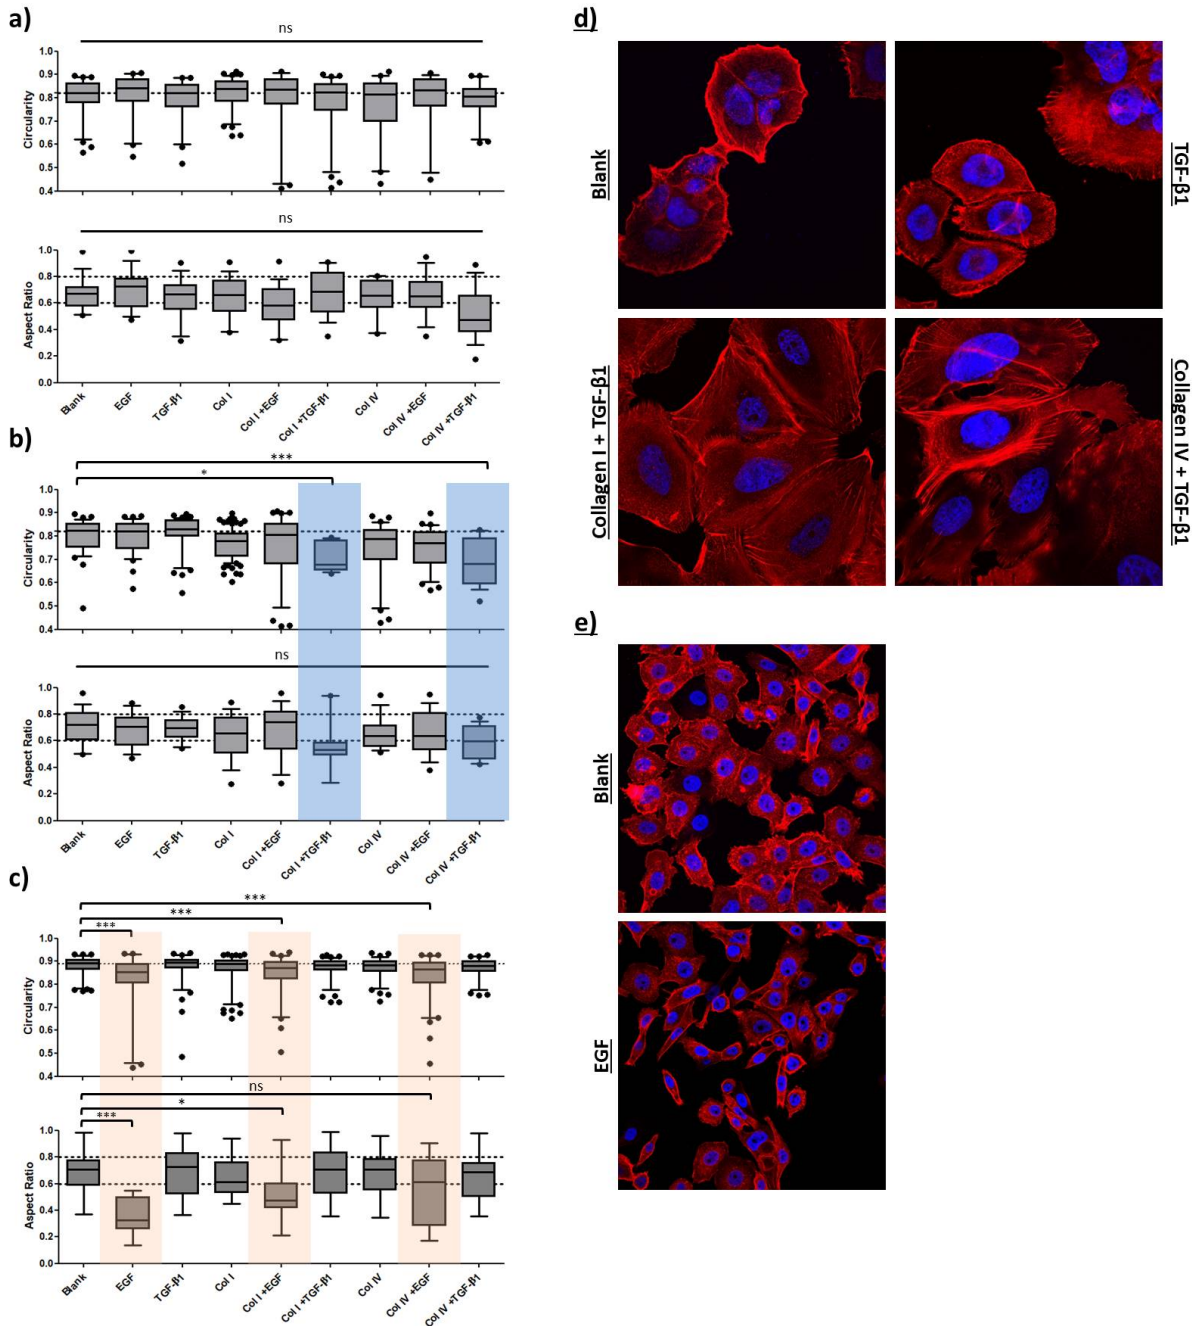 a)
ns
1.0
0.9
0.8
0.7
0.6
0.5
0.4
Circularity
ns
1.0
0.8
0.6
0.4
0.2
0.0
Aspect Ratio
Blank
EGF
TGF-β1
Col I
Col I +EGF
Col I +TGF-β1
Col IV
Col IV +EGF
Col IV +TGF-β1
b)
***
*
1.0
0.9
0.8
0.7
0.6
0.5
0.4
Circularity
ns
1.0
0.8
0.6
0.4
0.2
0.0
Aspect Ratio
Blank
EGF
TGF-β1
Col I
Col I +EGF
Col I +TGF-β1
Col IV
Col IV +EGF
Col IV +TGF-β1
c)
***
***
***
1.0
0.9
0.8
0.7
0.6
0.5
0.4
Circularity
ns
*
***
1.0
0.8
0.6
0.4
0.2
0.0
Aspect Ratio
Blank
EGF
TGF-β1
Col I
Col I +EGF
Col I +TGF-β1
Col IV
Col IV +EGF
Col IV +TGF-β1
d)
Blank
TGF-β1
Collagen I + TGF-β1
Collagen IV + TGF-β1
e)
Blank
EGF